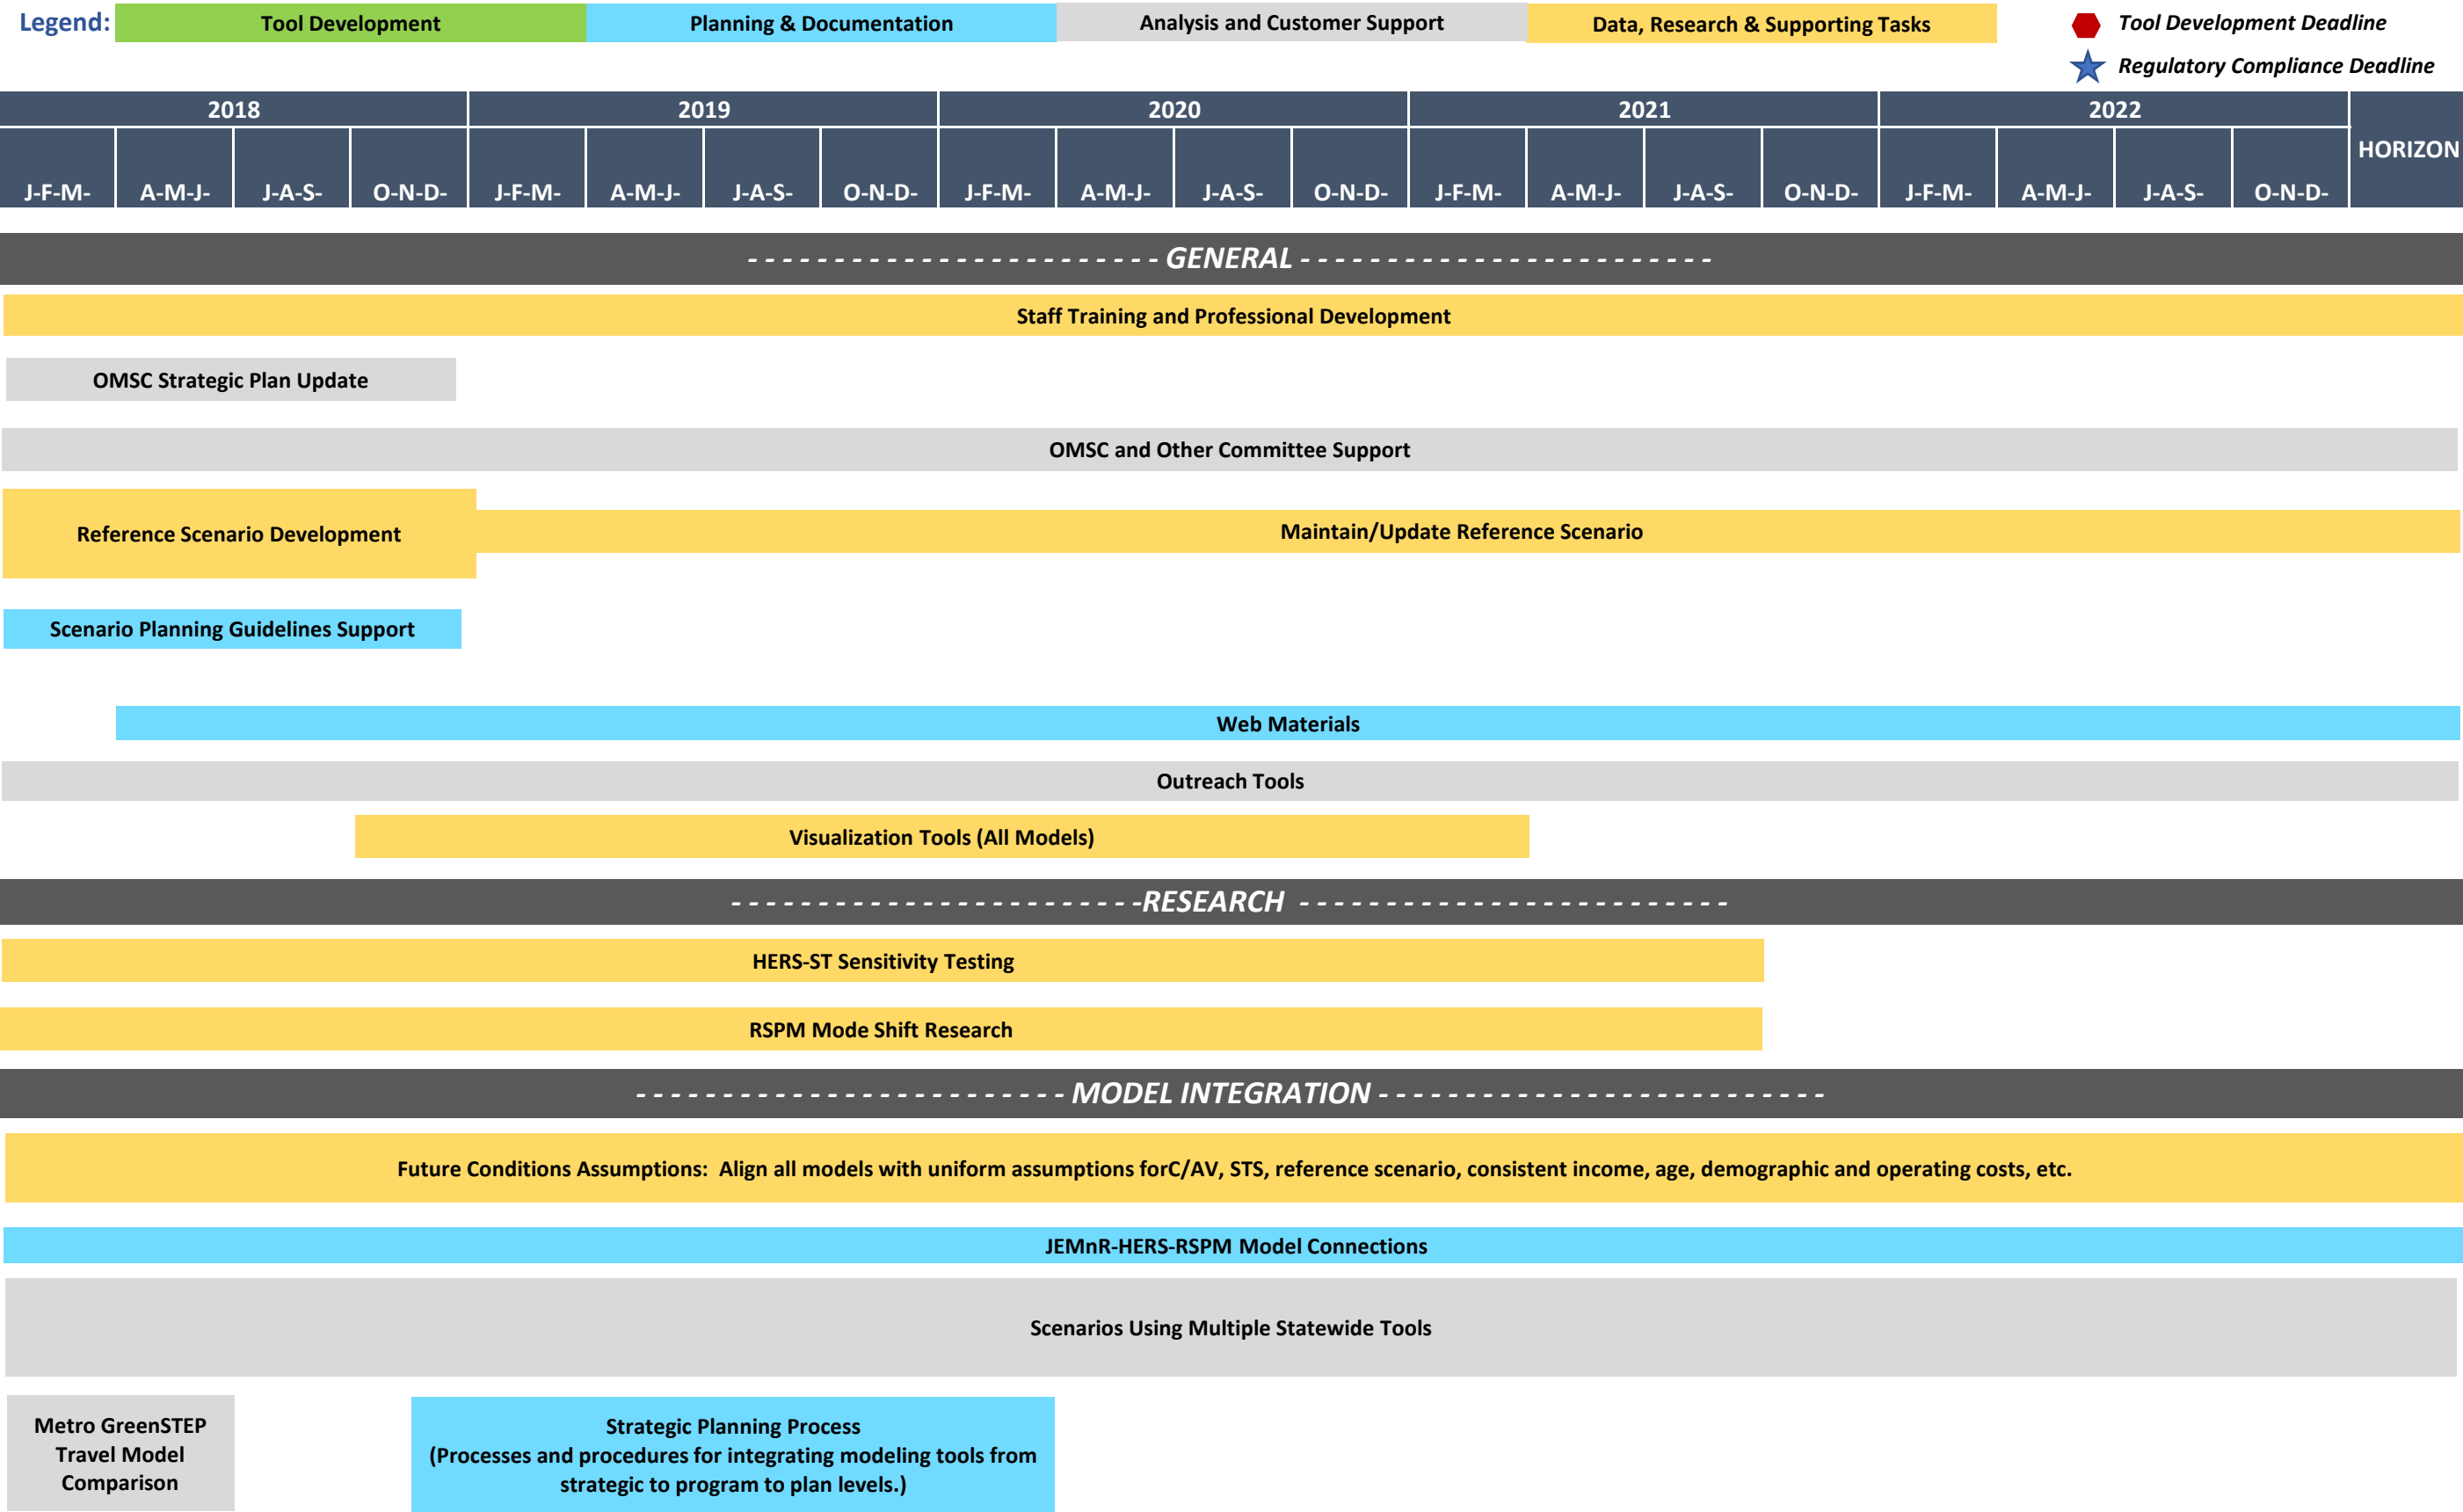 Legend:
Tool Development
Planning & Documentation
Analysis and Customer Support
Data, Research & Supporting Tasks
Tool Development Deadline
Regulatory Compliance Deadline
2018
2019
2020
2021
2022
HORIZON
J-F-M- A-M-J- J-A-S- O-N-D- J-F-M- A-M-J- J-A-S- O-N-D- J-F-M- A-M-J- J-A-S- O-N-D- J-F-M- A-M-J- J-A-S- O-N-D- J-F-M- A-M-J- J-A-S- O-N-D-
- - - - - - - - - - - - - - - - - - - - - - - - GENERAL - - - - - - - - - - - - - - - - - - - - - - - -
Staff Training and Professional Development
OMSC Strategic Plan Update
OMSC and Other Committee Support
Reference Scenario Development
Maintain/Update Reference Scenario
Scenario Planning Guidelines Support
Web Materials
Outreach Tools
Visualization Tools (All Models)
- - - - - - - - - - - - - - - - - - - - - - - -RESEARCH - - - - - - - - - - - - - - - - - - - - - - - - -
HERS-ST Sensitivity Testing
RSPM Mode Shift Research
- - - - - - - - - - - - - - - - - - - - - - - - - MODEL INTEGRATION - - - - - - - - - - - - - - - - - - - - - - - - - -
Future Conditions Assumptions:  Align all models with uniform assumptions forC/AV, STS, reference scenario, consistent income, age, demographic and operating costs, etc.
JEMnR-HERS-RSPM Model Connections
Scenarios Using Multiple Statewide Tools
Metro GreenSTEP
Travel Model
Comparison
Strategic Planning Process
(Processes and procedures for integrating modeling tools from
strategic to program to plan levels.)